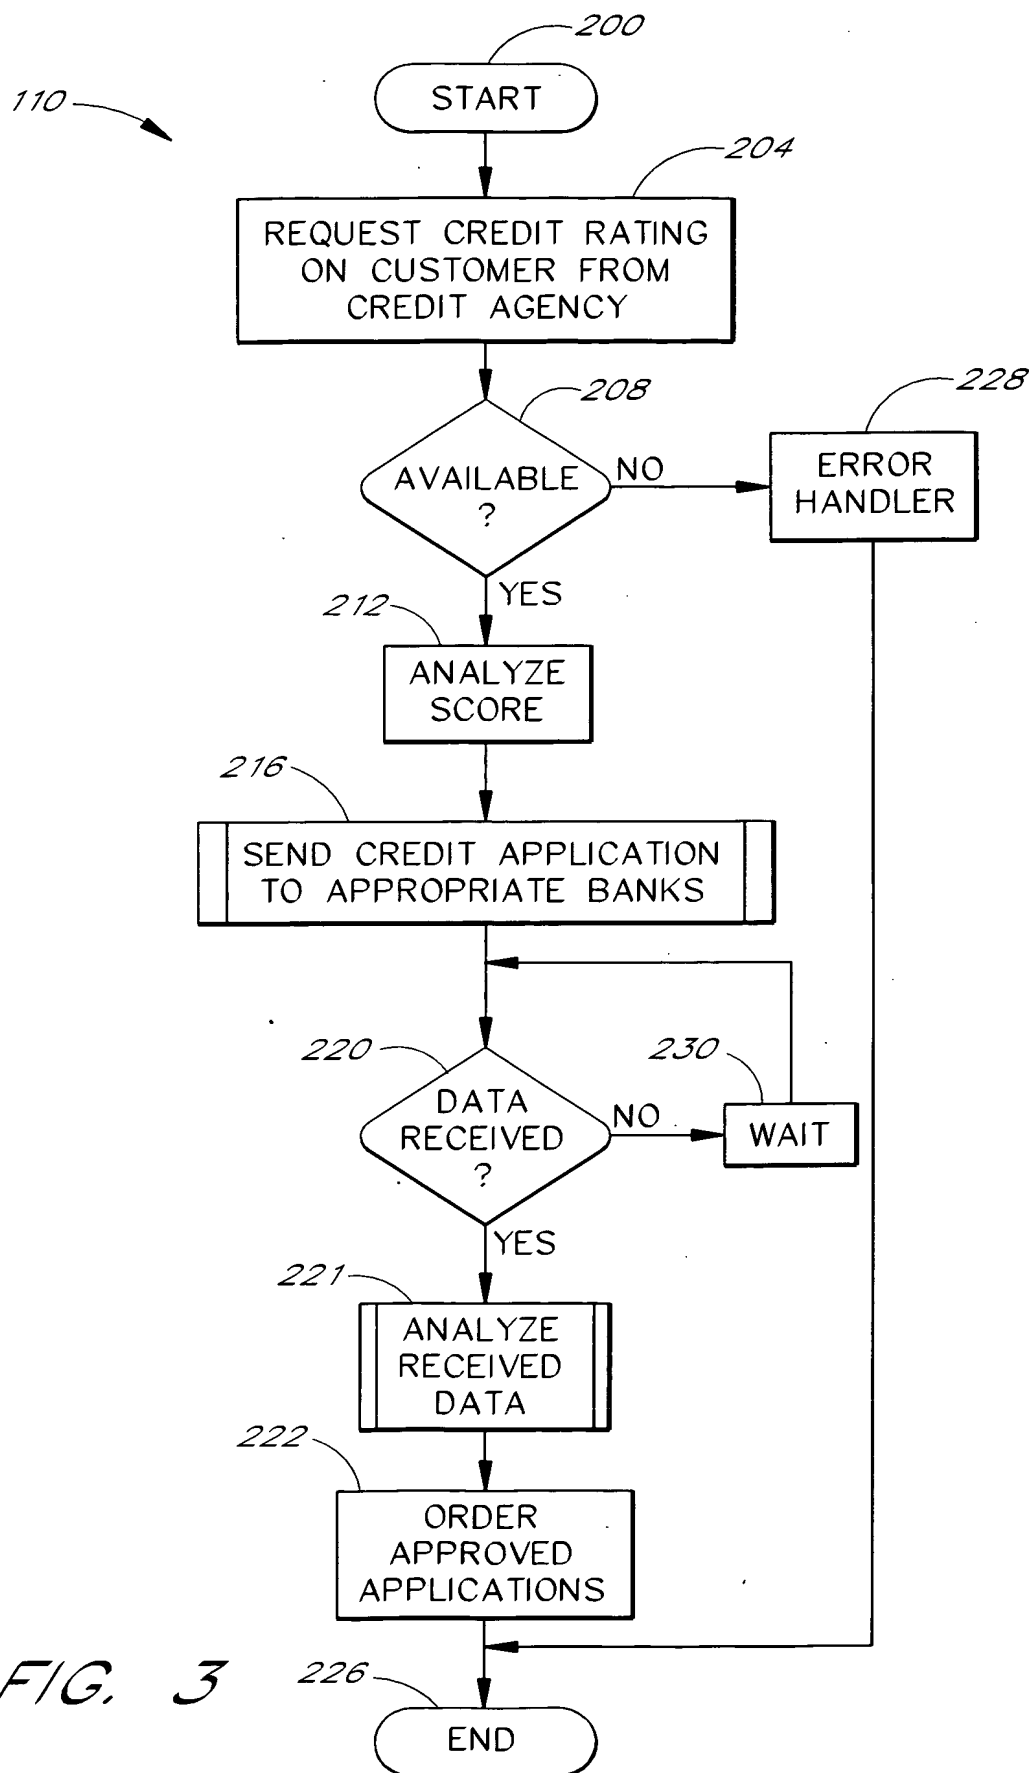 200
START
110
204
REQUEST CREDIT RATING
ON CUSTOMER FROM
CREDIT AGENCY
208
228
AVAILABLE
?
NO
ERROR
HANDLER
YES
212
ANALYZE
SCORE
216
SEND CREDIT APPLICATION
TO APPROPRIATE BANKS
220
230
DATA
RECEIVED
?
NO
WAIT
YES
221
ANALYZE
RECEIVED
DATA
222
ORDER
APPROVED
APPLICATIONS
FIG. 3
226
END